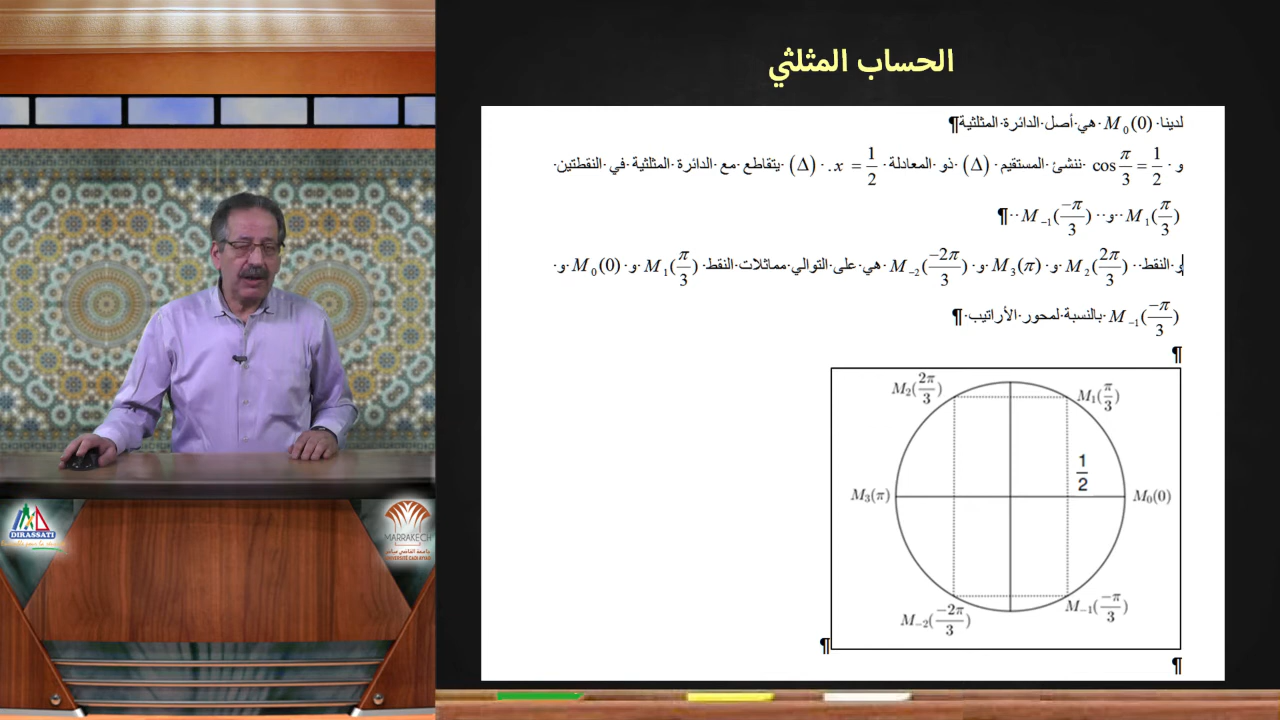 الحساب المثلثي
لدينا M₀(0) هي أصل الدائرة المثلثية¶
و cos π/3 = 1/2 ننشئ المستقيم (Δ) ذو المعادلة x = 1/2 . (Δ) يتقاطع مع الدائرة المثلثية في النقطتين
M₁(π/3) و M₋₁(−π/3) ¶
و النقط M₂(2π/3) و M₃(π) و M₋₂(−2π/3) هي على التوالي مماثلات النقط M₁(π/3) و M₀(0) و
M₋₁(−π/3) بالنسبة لمحور الأراتيب ¶
¶
M₂(2π/3)
M₁(π/3)
1/2
M₃(π)
M₀(0)
M₋₂(−2π/3)
M₋₁(−π/3)
¶
¶
DIRASSATI
MARRAKECH
UNIVERSITÉ CADI AYYAD